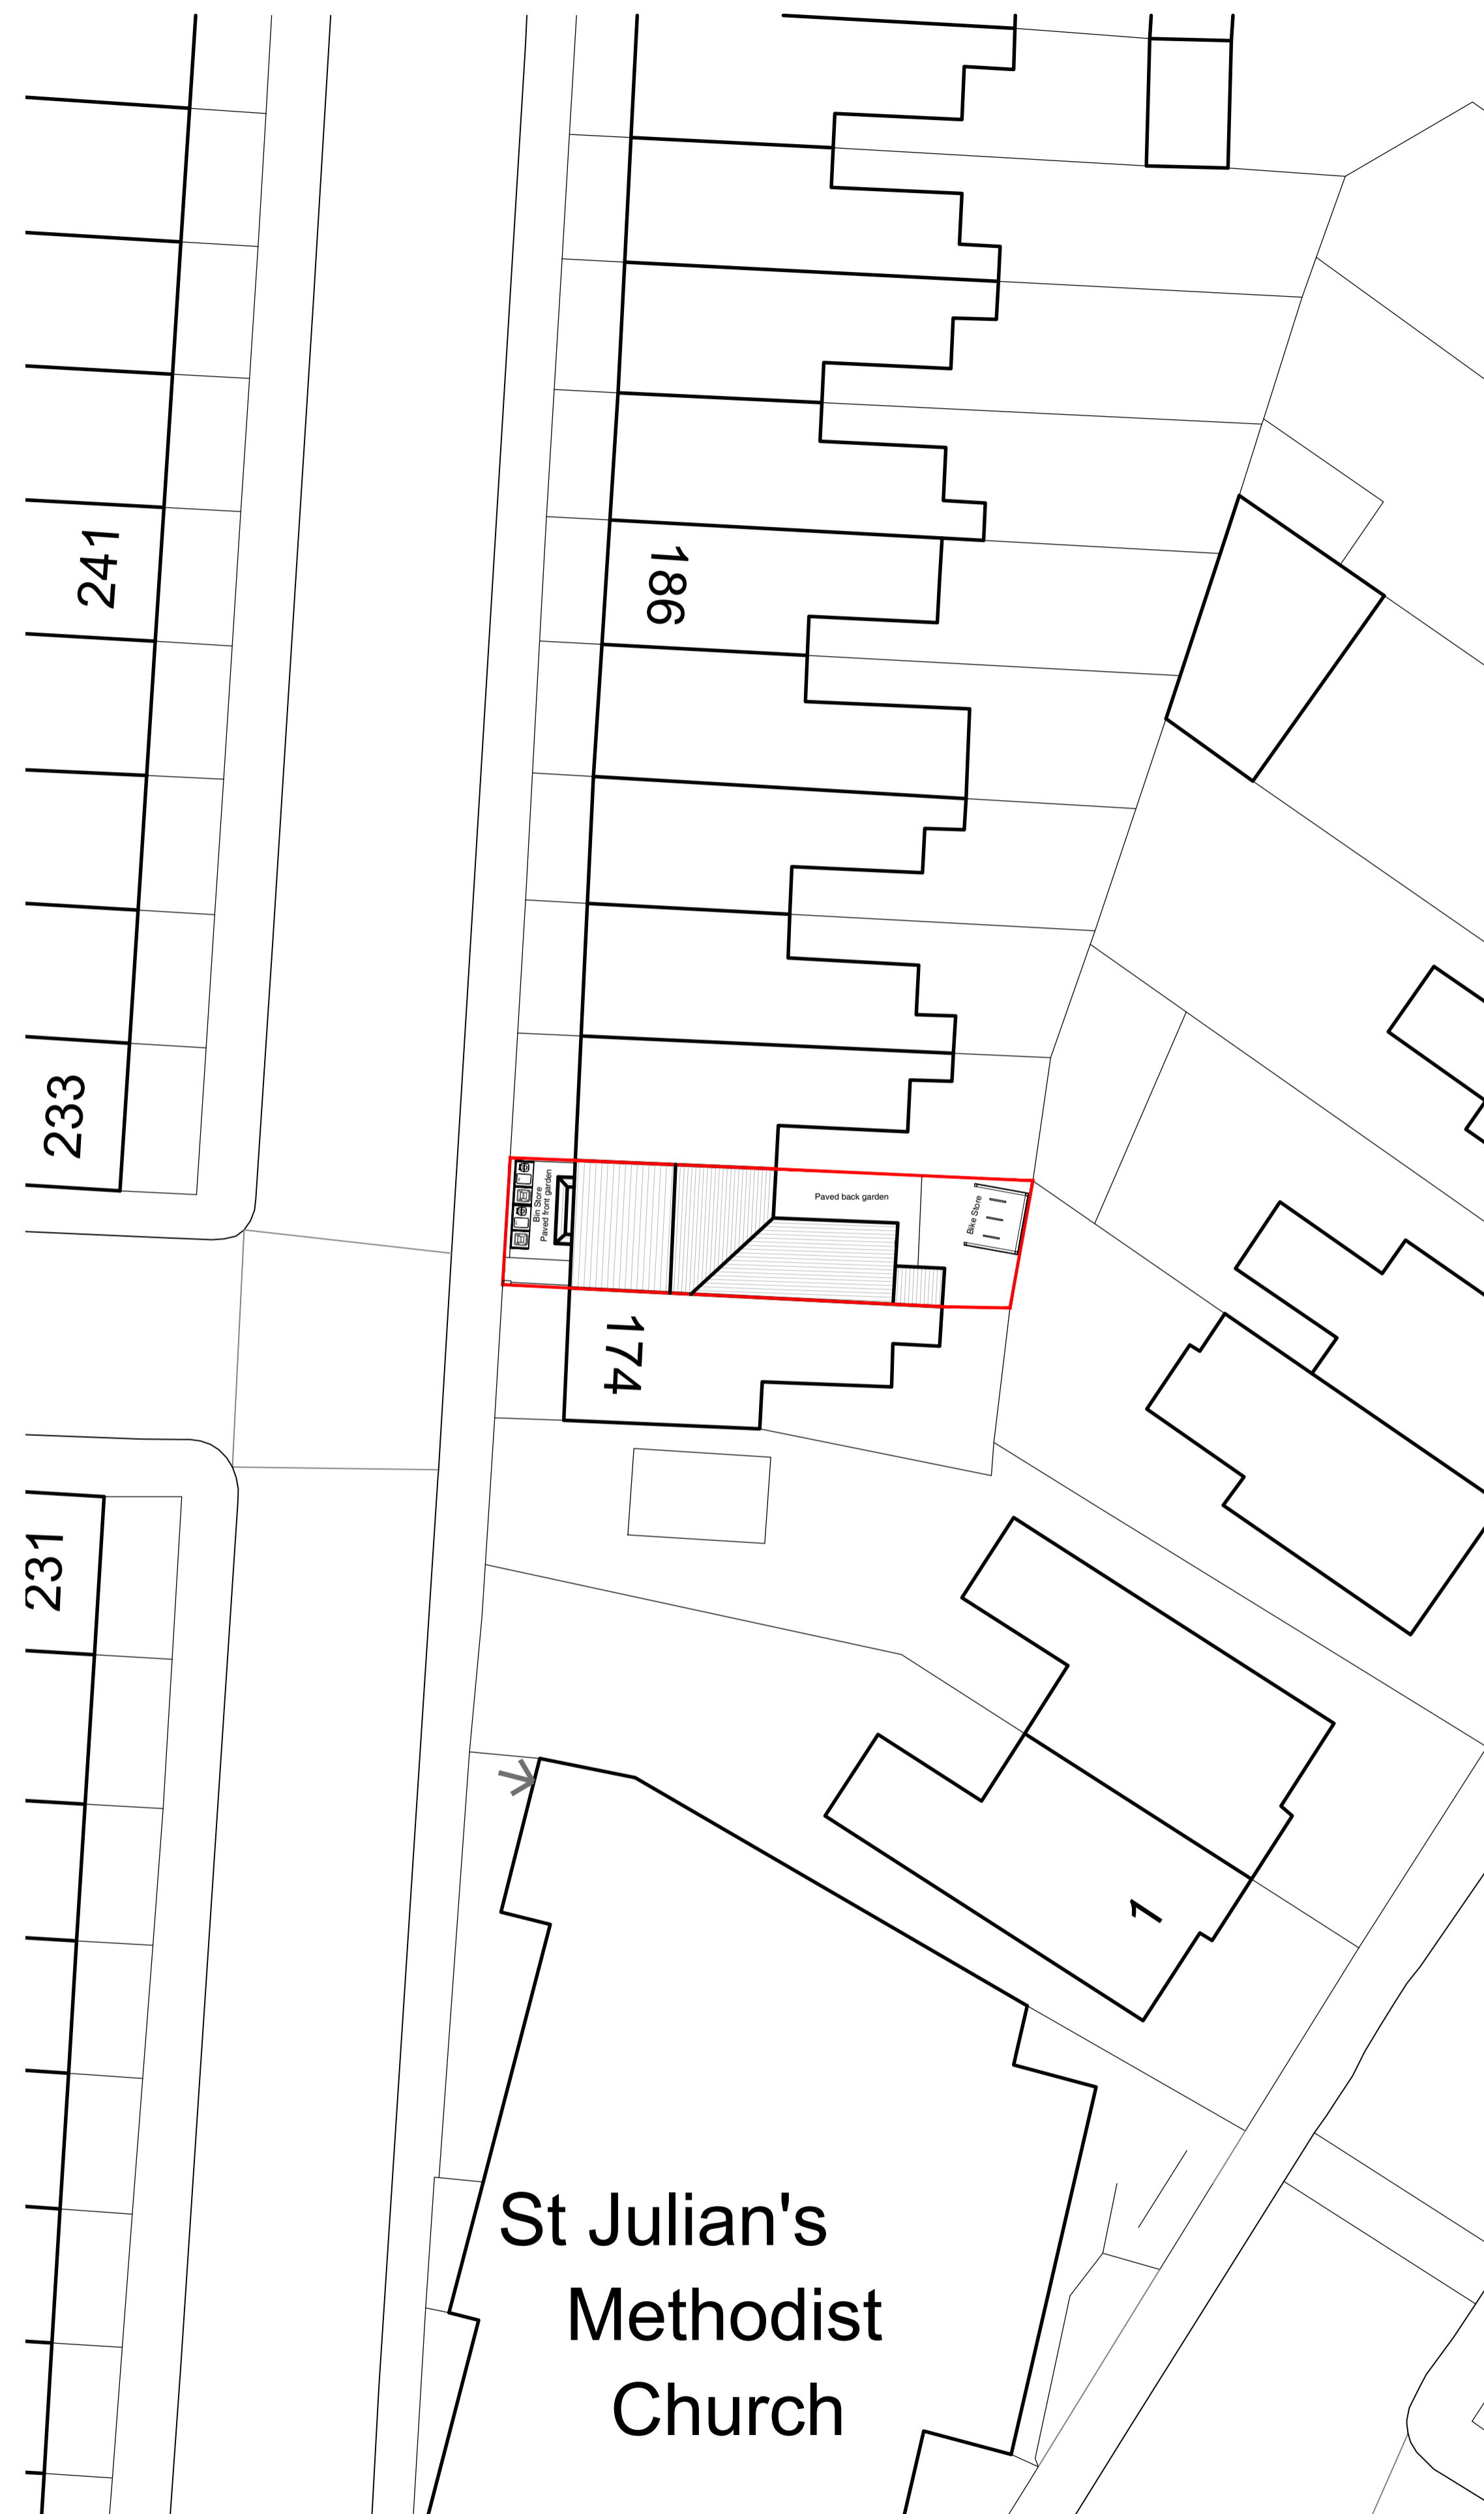 241
186
233
Bin Store
Paved front garden
Paved back garden
Bike Store
174
231
1
St Julian's
Methodist
Church